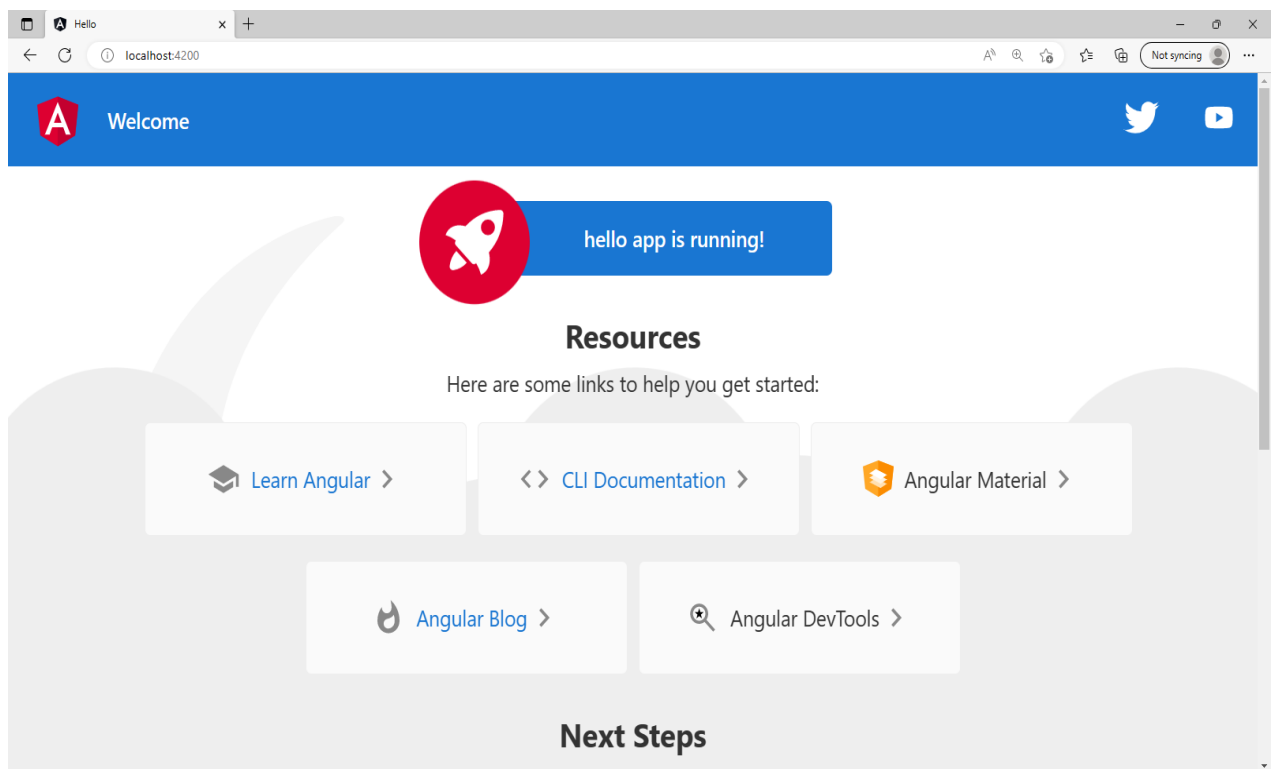 Hello
localhost:4200
Not syncing
Welcome
hello app is running!
Resources
Here are some links to help you get started:
Learn Angular
CLI Documentation
Angular Material
Angular Blog
Angular DevTools
Next Steps